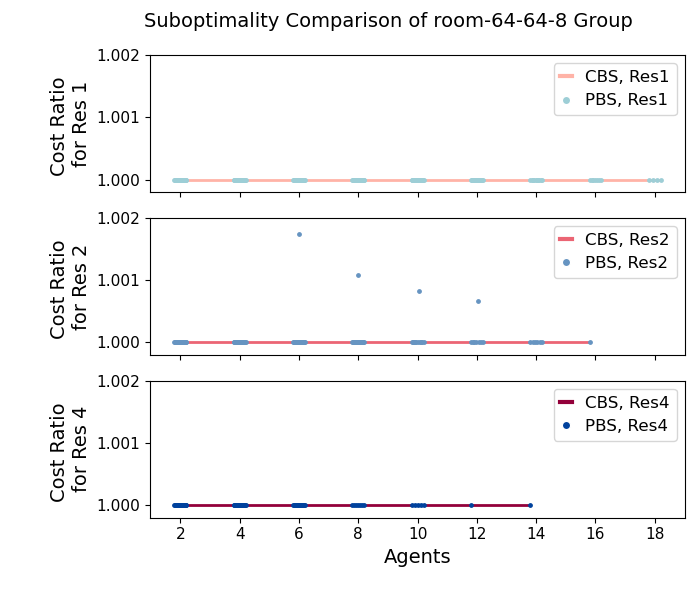 Suboptimality Comparison of room-64-64-8 Group
Cost Ratio
for Res 1
1.002
1.001
1.000
CBS, Res1
PBS, Res1
Cost Ratio
for Res 2
1.002
1.001
1.000
CBS, Res2
PBS, Res2
Cost Ratio
for Res 4
1.002
1.001
1.000
CBS, Res4
PBS, Res4
2 4 6 8 10 12 14 16 18
Agents